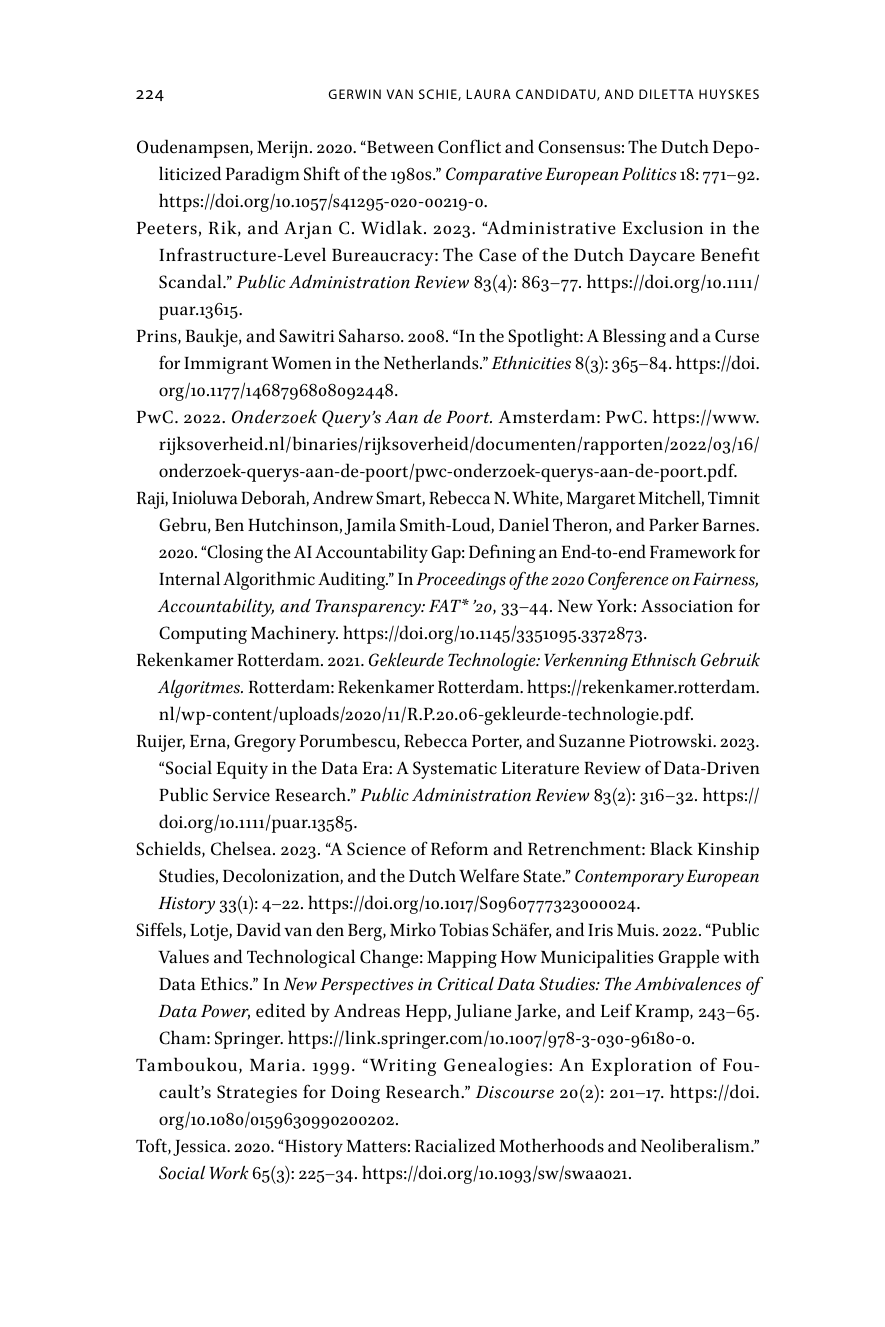 224
GERWIN VAN SCHIE, LAURA CANDIDATU, AND DILETTA HUYSKES
Oudenampsen, Merijn. 2020. “Between Conflict and Consensus: The Dutch Depo-
liticized Paradigm Shift of the 1980s.” Comparative European Politics 18: 771–92.
https://doi.org/10.1057/s41295-020-00219-0.
Peeters, Rik, and Arjan C. Widlak. 2023. “Administrative Exclusion in the
Infrastructure-Level Bureaucracy: The Case of the Dutch Daycare Benefit
Scandal.” Public Administration Review 83(4): 863–77. https://doi.org/10.1111/
puar.13615.
Prins, Baukje, and Sawitri Saharso. 2008. “In the Spotlight: A Blessing and a Curse
for Immigrant Women in the Netherlands.” Ethnicities 8(3): 365–84. https://doi.
org/10.1177/1468796808092448.
PwC. 2022. Onderzoek Query’s Aan de Poort. Amsterdam: PwC. https://www.
rijksoverheid.nl/binaries/rijksoverheid/documenten/rapporten/2022/03/16/
onderzoek-querys-aan-de-poort/pwc-onderzoek-querys-aan-de-poort.pdf.
Raji, Inioluwa Deborah, Andrew Smart, Rebecca N. White, Margaret Mitchell, Timnit
Gebru, Ben Hutchinson, Jamila Smith-Loud, Daniel Theron, and Parker Barnes.
2020. “Closing the AI Accountability Gap: Defining an End-to-end Framework for
Internal Algorithmic Auditing.” In Proceedings of the 2020 Conference on Fairness,
Accountability, and Transparency: FAT* ’20, 33–44. New York: Association for
Computing Machinery. https://doi.org/10.1145/3351095.3372873.
Rekenkamer Rotterdam. 2021. Gekleurde Technologie: Verkenning Ethnisch Gebruik
Algoritmes. Rotterdam: Rekenkamer Rotterdam. https://rekenkamer.rotterdam.
nl/wp-content/uploads/2020/11/R.P.20.06-gekleurde-technologie.pdf.
Ruijer, Erna, Gregory Porumbescu, Rebecca Porter, and Suzanne Piotrowski. 2023.
“Social Equity in the Data Era: A Systematic Literature Review of Data-Driven
Public Service Research.” Public Administration Review 83(2): 316–32. https://
doi.org/10.1111/puar.13585.
Schields, Chelsea. 2023. “A Science of Reform and Retrenchment: Black Kinship
Studies, Decolonization, and the Dutch Welfare State.” Contemporary European
History 33(1): 4–22. https://doi.org/10.1017/S0960777323000024.
Siffels, Lotje, David van den Berg, Mirko Tobias Schäfer, and Iris Muis. 2022. “Public
Values and Technological Change: Mapping How Municipalities Grapple with
Data Ethics.” In New Perspectives in Critical Data Studies: The Ambivalences of
Data Power, edited by Andreas Hepp, Juliane Jarke, and Leif Kramp, 243–65.
Cham: Springer. https://link.springer.com/10.1007/978-3-030-96180-0.
Tamboukou, Maria. 1999. “Writing Genealogies: An Exploration of Fou-
cault’s Strategies for Doing Research.” Discourse 20(2): 201–17. https://doi.
org/10.1080/0159630990200202.
Toft, Jessica. 2020. “History Matters: Racialized Motherhoods and Neoliberalism.”
Social Work 65(3): 225–34. https://doi.org/10.1093/sw/swaa021.